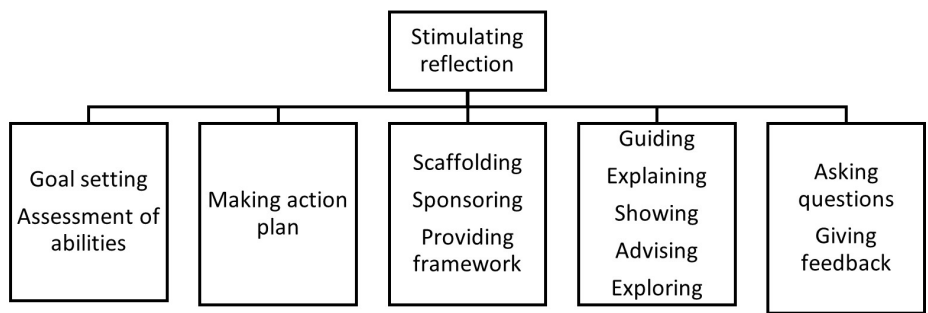 Stimulating
reflection
Goal setting
Assessment of
abilities
Making action
plan
Scaffolding
Sponsoring
Providing
framework
Guiding
Explaining
Showing
Advising
Exploring
Asking
questions
Giving
feedback